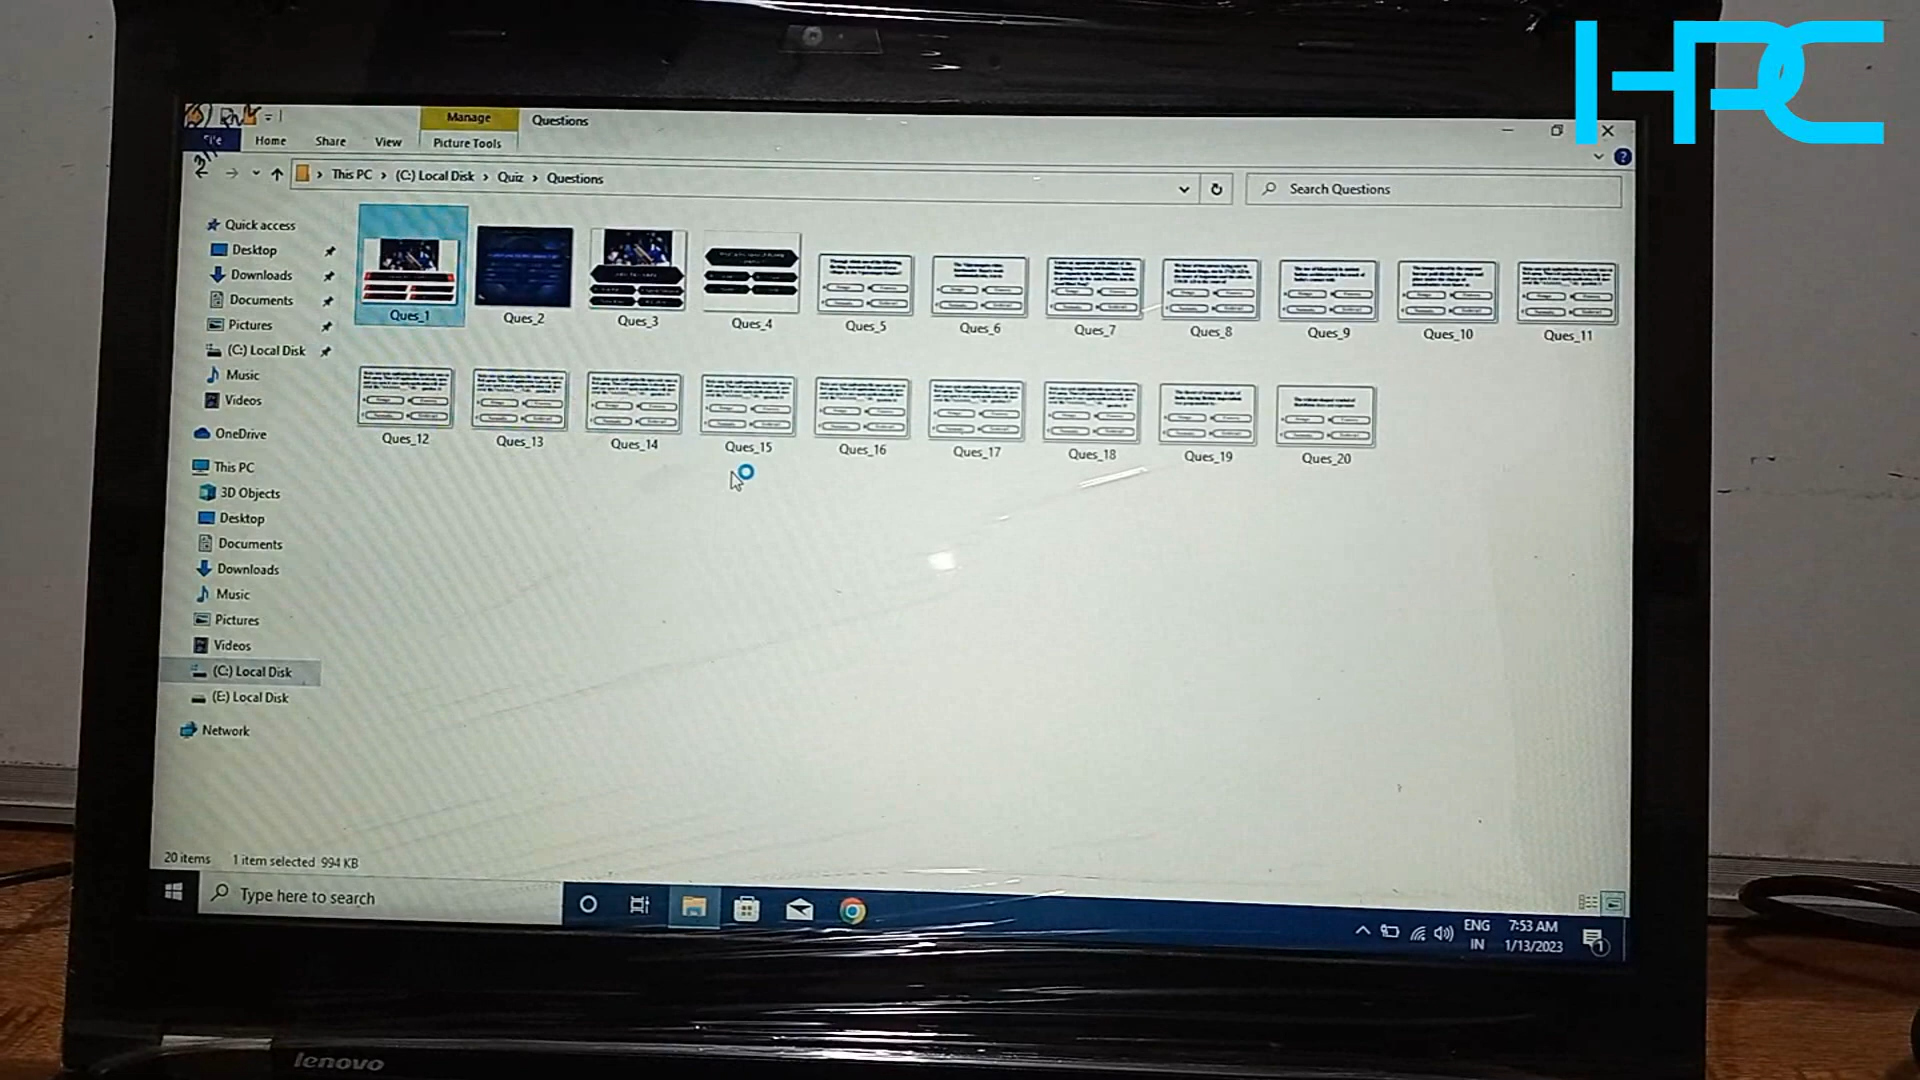 HPC
Manage
Questions
File
Home
Share
View
Picture Tools
This PC > (C:) Local Disk > Quiz > Questions
Search Questions
Quick access
Desktop
Downloads
Documents
Pictures
(C:) Local Disk
Music
Videos
OneDrive
This PC
3D Objects
Desktop
Documents
Downloads
Music
Pictures
Videos
(C:) Local Disk
(E:) Local Disk
Network
Ques_1
Ques_2
Ques_3
Ques_4
Ques_5
Ques_6
Ques_7
Ques_8
Ques_9
Ques_10
Ques_11
Ques_12
Ques_13
Ques_14
Ques_15
Ques_16
Ques_17
Ques_18
Ques_19
Ques_20
20 items
1 item selected 994 KB
Type here to search
ENG
IN
7:53 AM
1/13/2023
1
lenovo